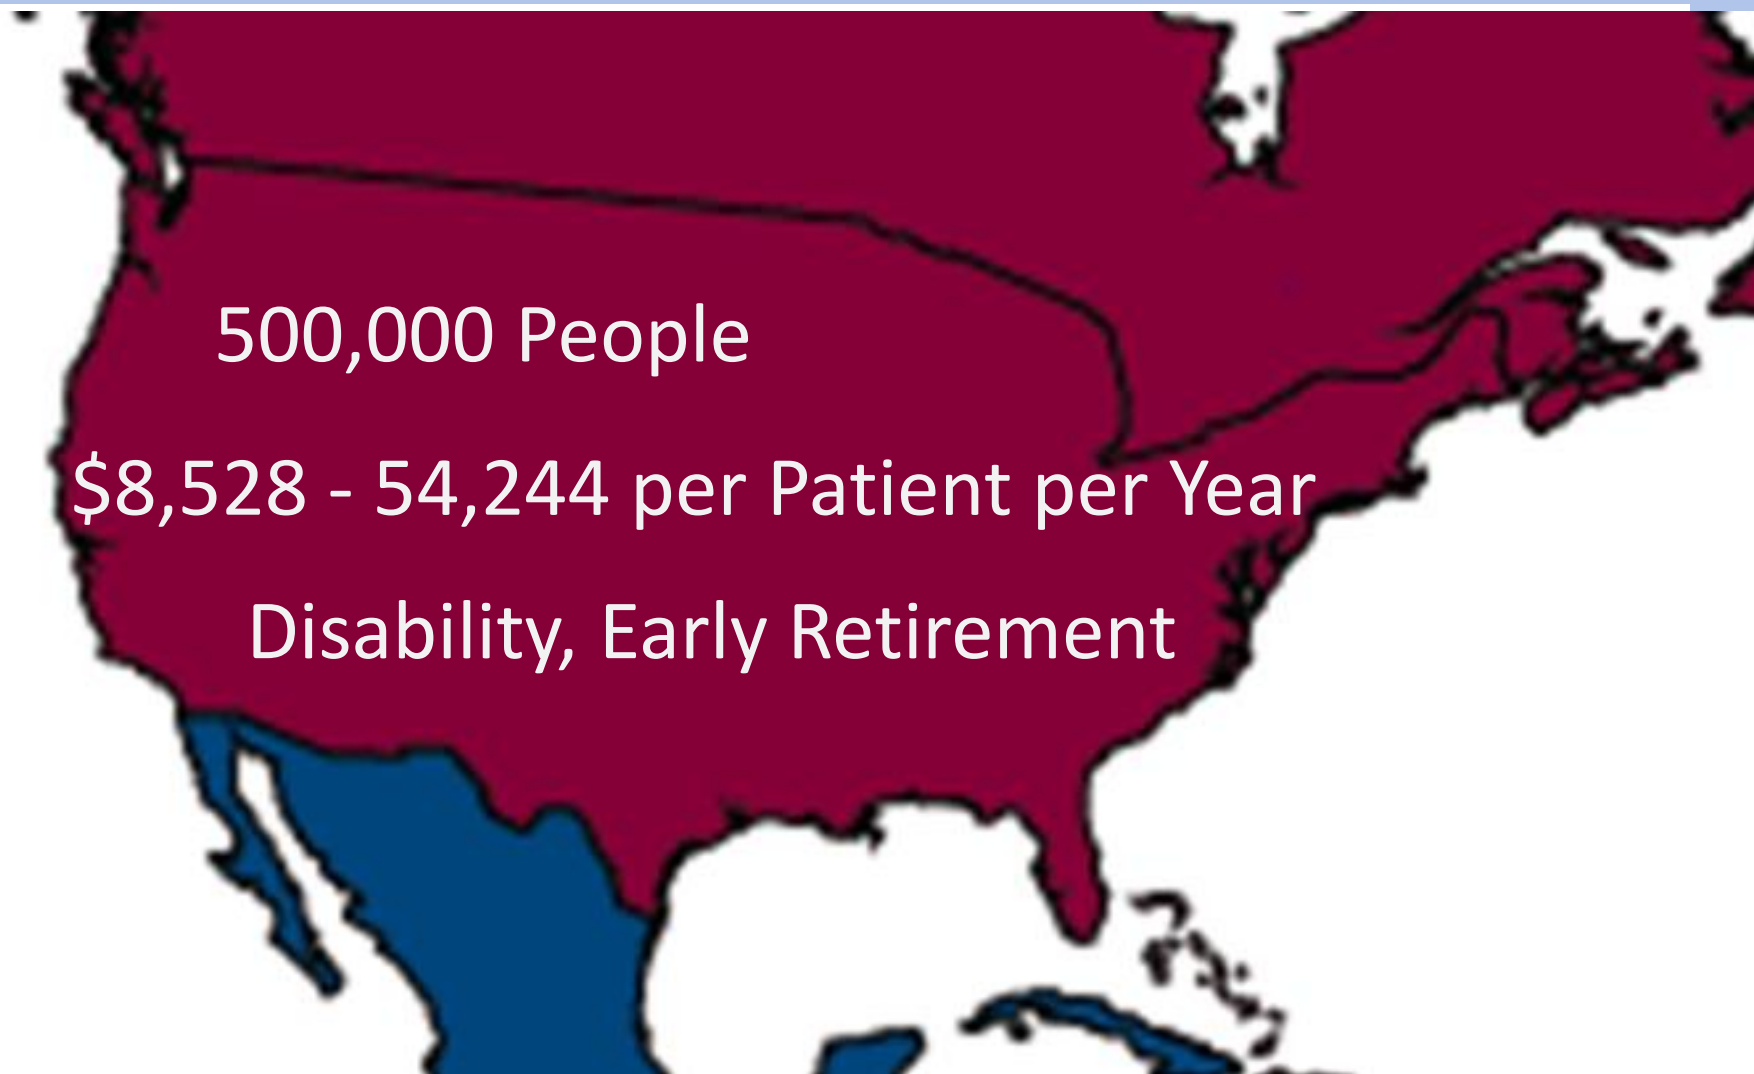 500,000 People
$8,528 - 54,244 per Patient per Year
Disability, Early Retirement